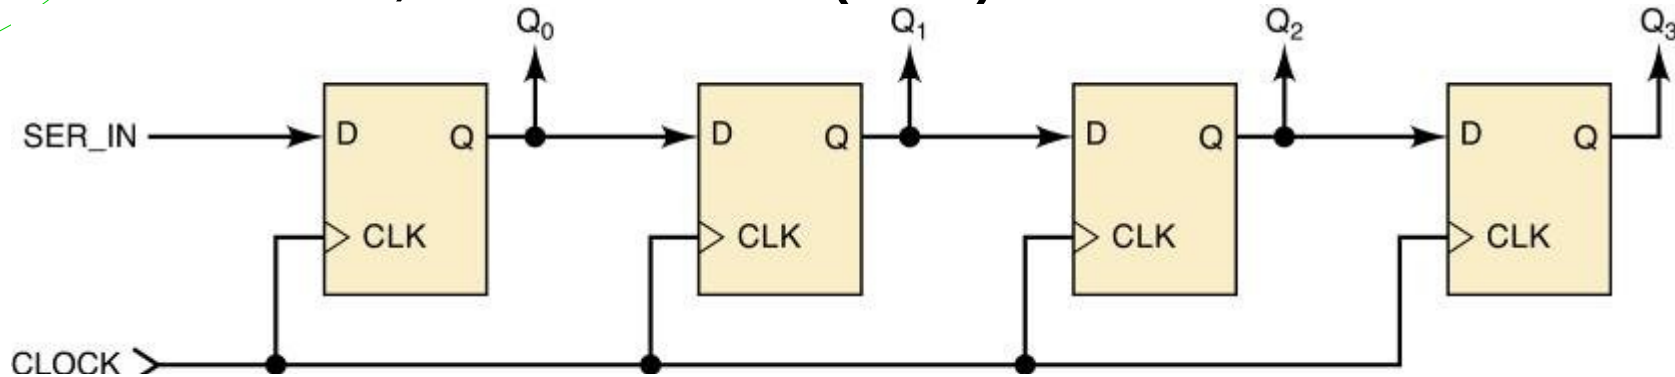 Q₀ Q₁ Q₂ Q₃
SER_IN D Q D Q D Q D Q
CLK CLK CLK CLK
CLOCK